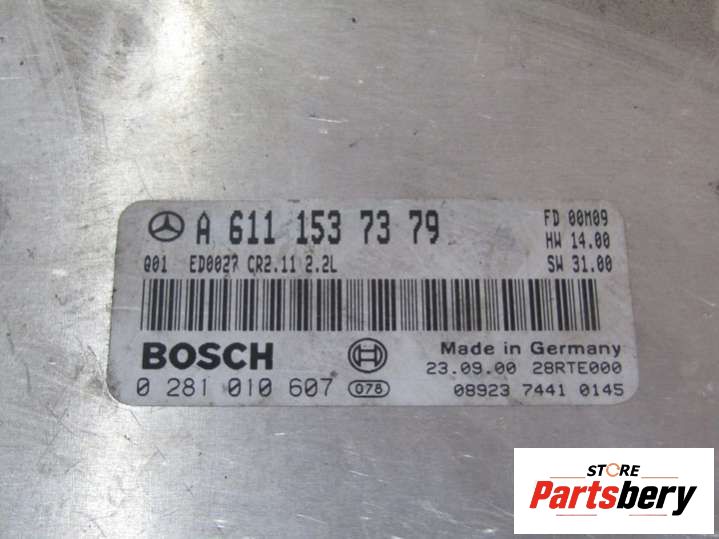 A 611 153 73 79
FD 00M09
HW 14.00
Q01 ED0027 CR2.11 2.2L
SW 31.00
BOSCH
Made in Germany
23.09.00 28RTE000
0 281 010 607 078
08923 7441 0145
STORE
Partsbery